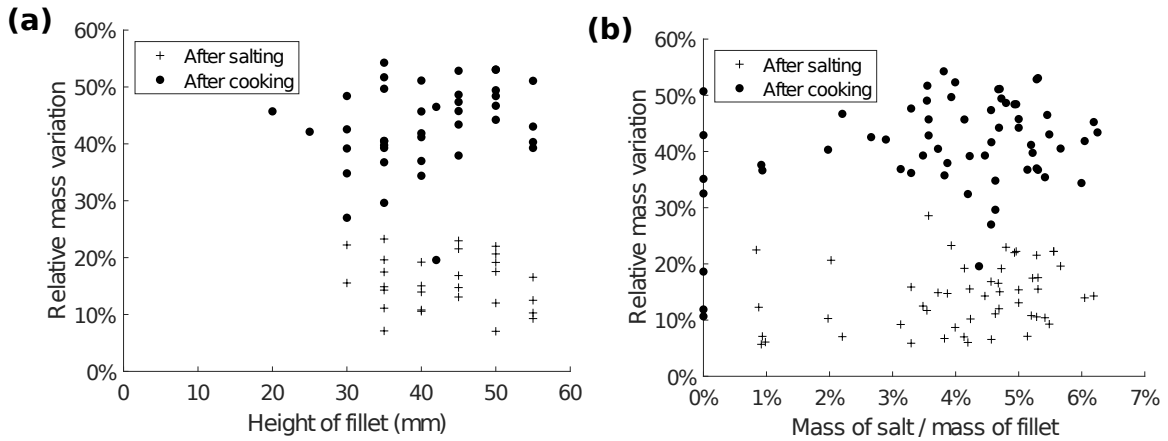 (a)
60%
50%
40%
30%
20%
10%
0%
Relative mass variation
After salting
After cooking
0 10 20 30 40 50 60
Height of fillet (mm)
(b)
60%
50%
40%
30%
20%
10%
0%
Relative mass variation
After salting
After cooking
0% 1% 2% 3% 4% 5% 6% 7%
Mass of salt / mass of fillet